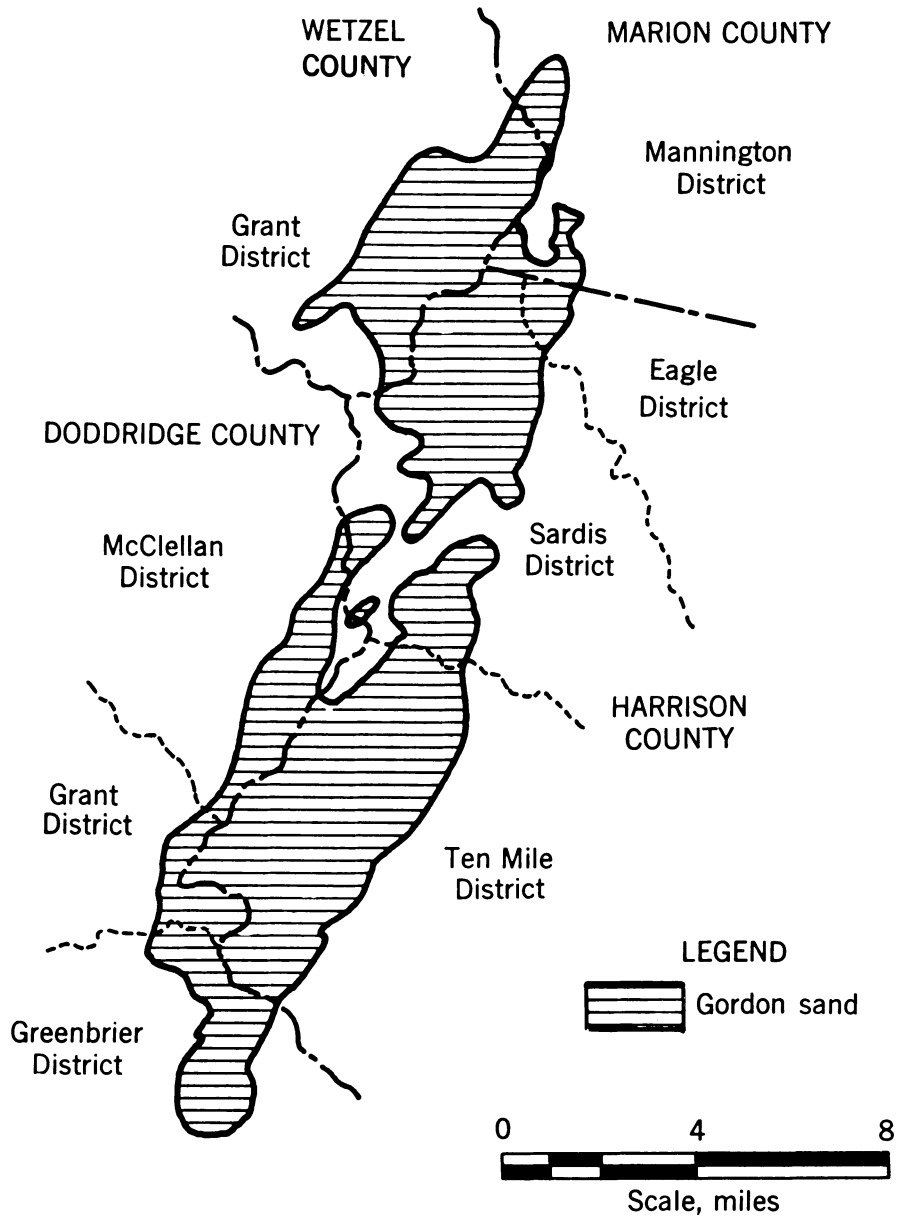 WETZEL
COUNTY
MARION COUNTY
Mannington
District
Grant
District
Eagle
District
DODDRIDGE COUNTY
McClellan
District
Sardis
District
HARRISON
COUNTY
Grant
District
Ten Mile
District
LEGEND
Gordon sand
Greenbrier
District
0 4 8
Scale, miles